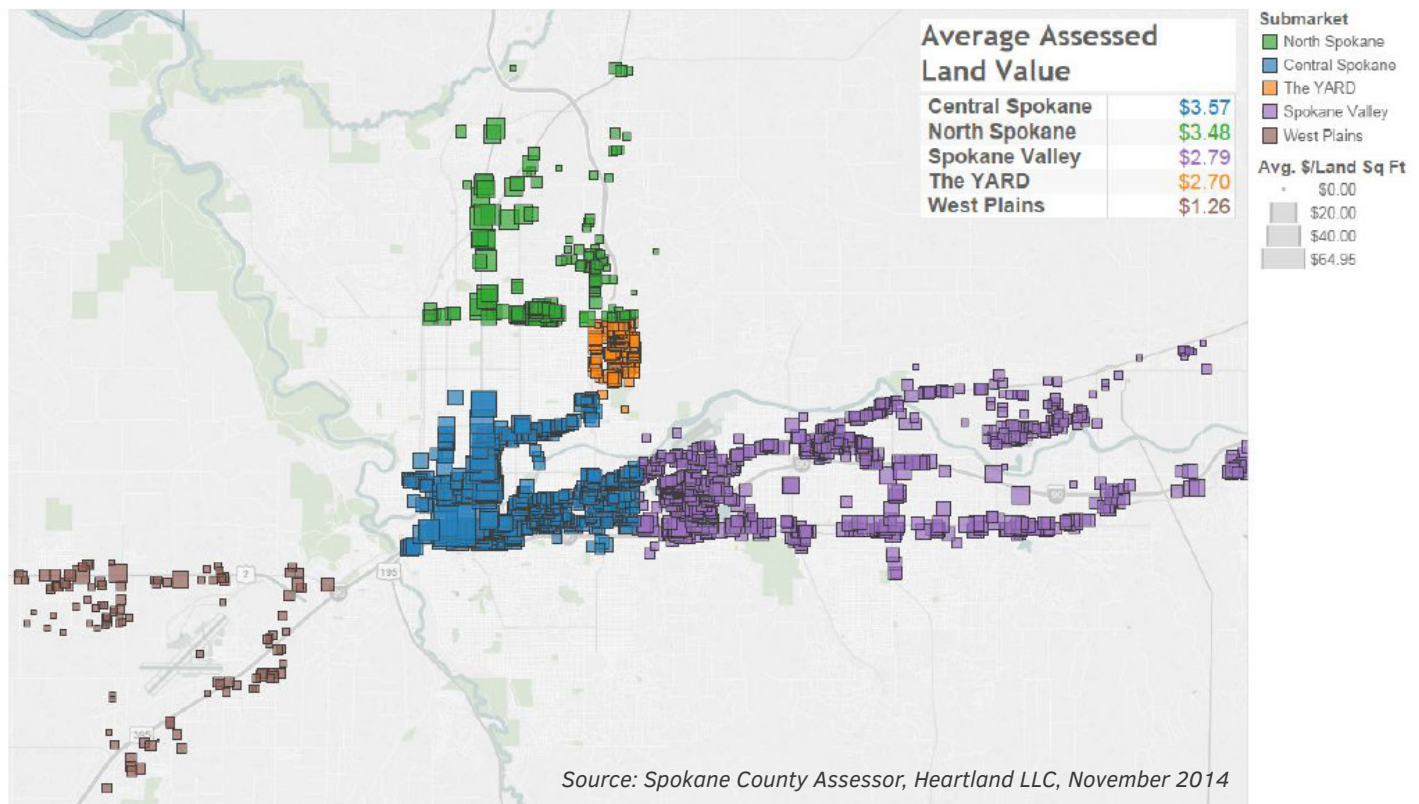 Average Assessed
Land Value
Central Spokane $3.57
North Spokane $3.48
Spokane Valley $2.79
The YARD $2.70
West Plains $1.26
Submarket
North Spokane
Central Spokane
The YARD
Spokane Valley
West Plains
Avg. $/Land Sq Ft
$0.00
$20.00
$40.00
$64.95
90
2
195
395
Source: Spokane County Assessor, Heartland LLC, November 2014